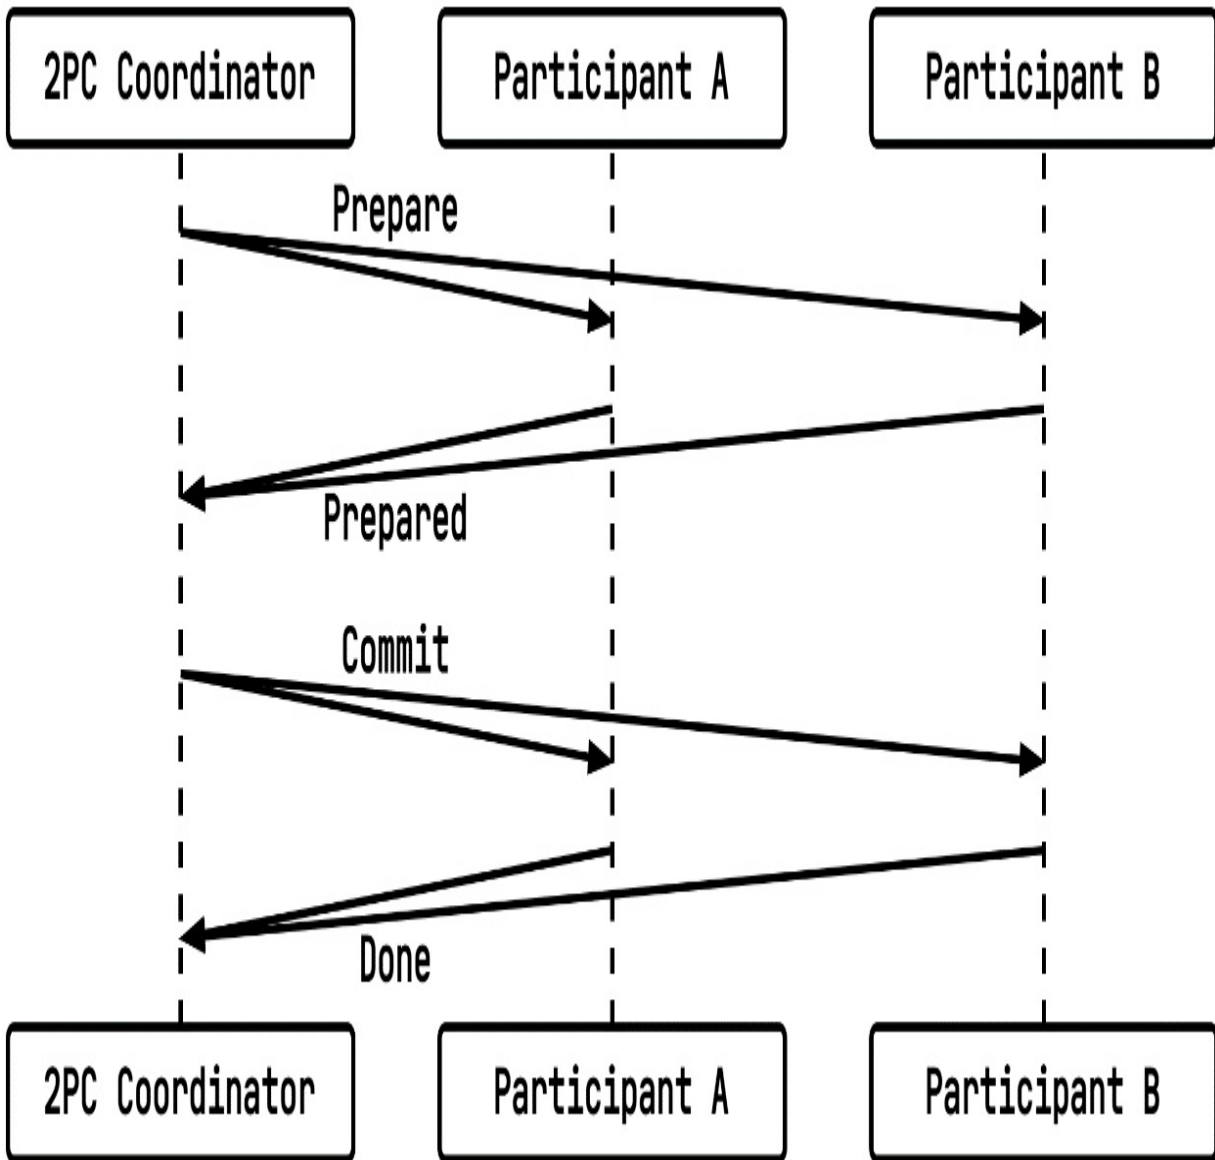 2PC Coordinator
Participant A
Participant B
Prepare
Prepared
Commit
Done
2PC Coordinator
Participant A
Participant B